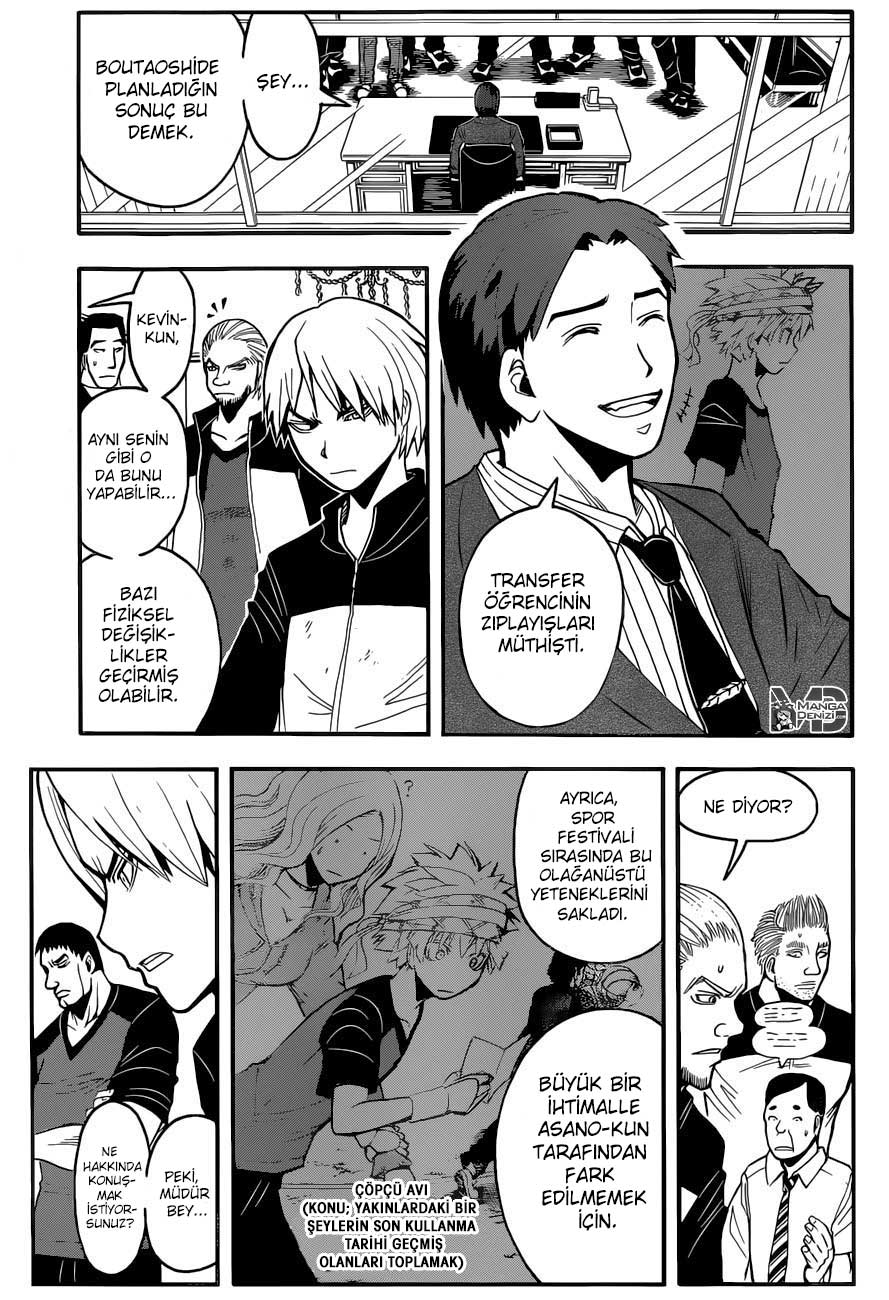 ŞEY...
BOUTAOSHIDE
PLANLADIĞIN
SONUÇ BU
DEMEK.
TRANSFER
ÖĞRENCİNİN
ZIPLAYIŞLARI
MÜTHİŞTİ.
KEVIN-
KUN,
AYNI SENİN
GİBİ O
DA BUNU
YAPABİLİR...
BAZI
FİZİKSEL
DEĞİŞİK-
LİKLER
GEÇİRMİŞ
OLABİLİR.
MANGA
DENİZİ
NE DİYOR?
AYRICA,
SPOR
FESTİVALİ
SIRASINDA BU
OLAĞANÜSTÜ
YETENEKLERİNİ
SAKLADI.
?
BÜYÜK BİR
İHTİMALLE
ASANO-KUN
TARAFINDAN
FARK
EDİLMEMEK
İÇİN.
ÇÖPÇÜ AVI
(KONU; YAKINLARDAKİ BİR
ŞEYLERİN SON KULLANMA
TARİHİ GEÇMİŞ
OLANLARI TOPLAMAK)
PEKİ,
MÜDÜR
BEY...
NE
HAKKINDA
KONUŞ-
MAK
İSTİYOR-
SUNUZ?